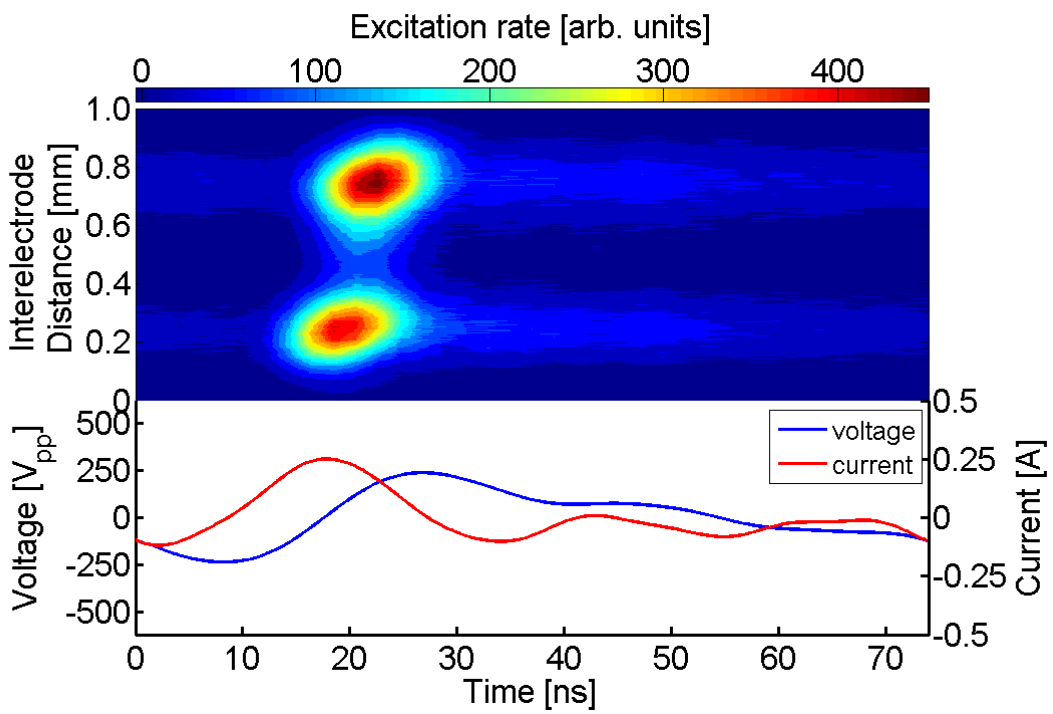 Excitation rate [arb. units]
0 100 200 300 400
Interelectrode
Distance [mm]
1.0
0.8
0.6
0.4
0.2
0
Voltage [Vpp]
500
250
0
-250
-500
voltage
current
0.5
0.25
0
-0.25
-0.5
Current [A]
0 10 20 30 40 50 60 70
Time [ns]